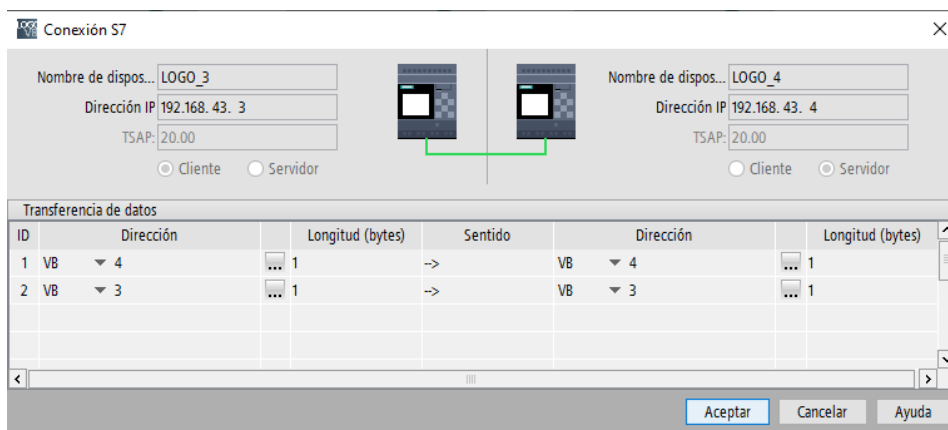 Conexión S7
Nombre de dispos... LOGO_3
Dirección IP 192.168. 43. 3
TSAP: 20.00
Cliente Servidor
Nombre de dispos... LOGO_4
Dirección IP 192.168. 43. 4
TSAP: 20.00
Cliente Servidor
Transferencia de datos
ID Dirección Longitud (bytes) Sentido Dirección Longitud (bytes)
1 VB 4 ... 1 --> VB 4 ... 1
2 VB 3 ... 1 --> VB 3 ... 1
Aceptar Cancelar Ayuda